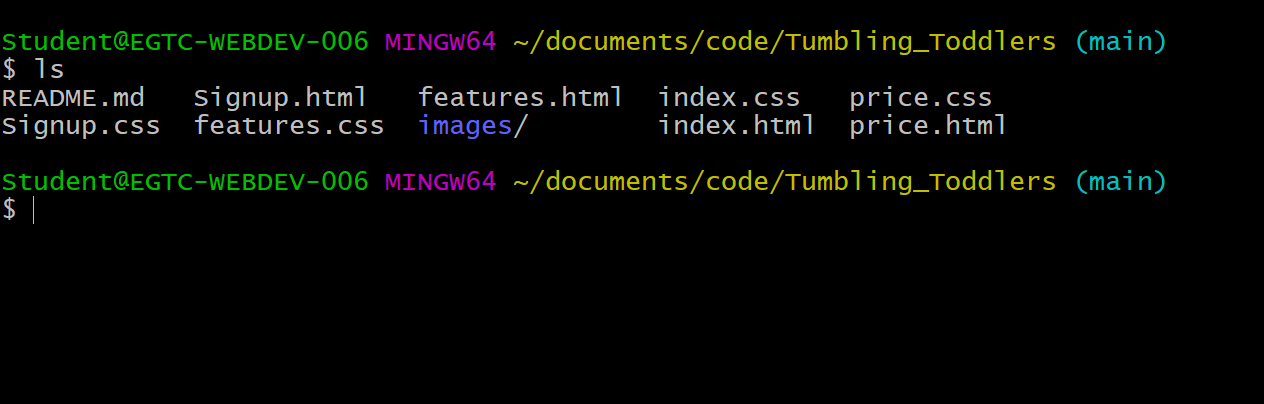 Student@EGTC-WEBDEV-006 MINGW64 ~/documents/code/Tumbling_Toddlers (main)
$ ls
README.md   Signup.html   features.html  index.css   price.css
Signup.css  features.css  images/        index.html  price.html
Student@EGTC-WEBDEV-006 MINGW64 ~/documents/code/Tumbling_Toddlers (main)
$